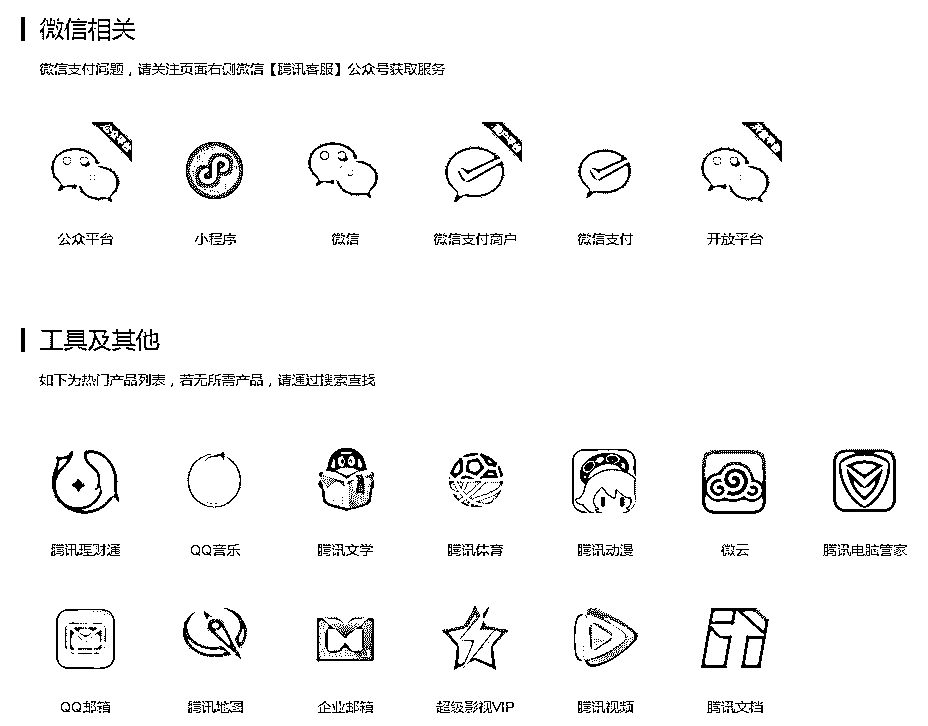 微信相关
微信支付问题，请关注页面右侧微信【腾讯客服】公众号获取服务
公众平台 小程序 微信 微信支付商户 微信支付 开放平台
工具及其他
如下为热门产品列表，若无所需产品，请通过搜索查找
腾讯理财通 QQ音乐 腾讯文学 腾讯体育 腾讯动漫 微云 腾讯电脑管家
QQ邮箱 腾讯地图 企业邮箱 超级影视VIP 腾讯视频 腾讯文档